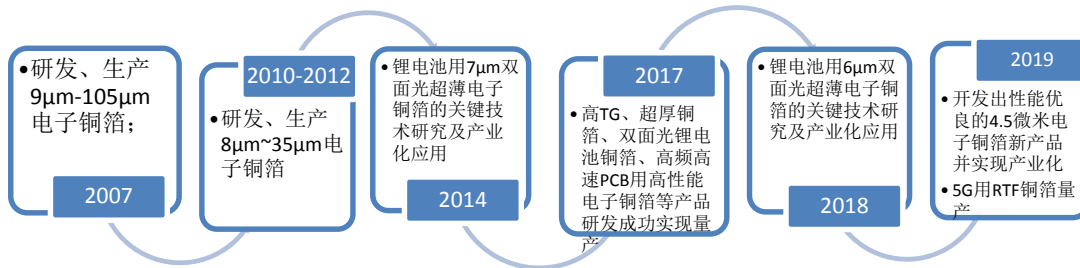 •研发、生产
9μm-105μm
电子铜箔；
2007
2010-2012
•研发、生产
8μm~35μm电
子铜箔
•锂电池用7μm双
面光超薄电子
铜箔的关键技
术研究及产业
化应用
2014
2017
•高TG、超厚铜
箔、双面光锂电
池铜箔、高频高
速PCB用高性能
电子铜箔等产品
研发成功实现量
产
•锂电池用6μm双
面光超薄电子铜
箔的关键技术研
究及产业化应用
2018
2019
•开发出性能优
良的4.5微米电
子铜箔新产品
并实现产业化
•5G用RTF铜箔量
产